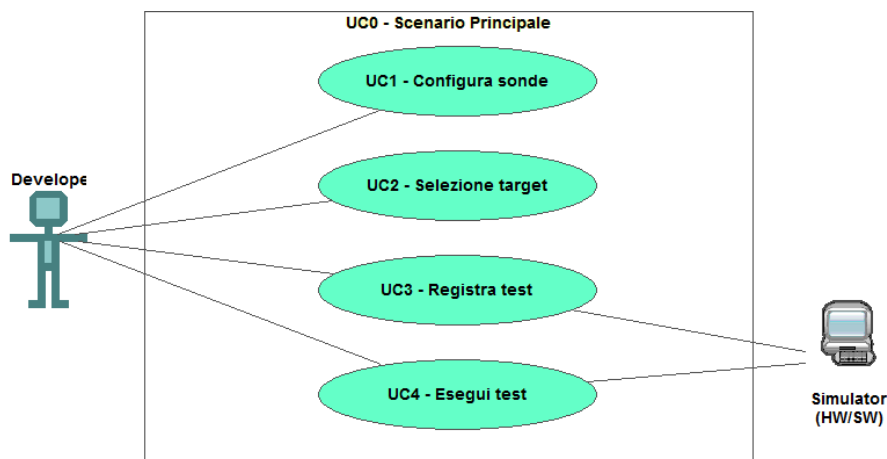 UC0 - Scenario Principale
UC1 - Configura sonde
UC2 - Selezione target
Develope
UC3 - Registra test
UC4 - Esegui test
Simulator
(HW/SW)